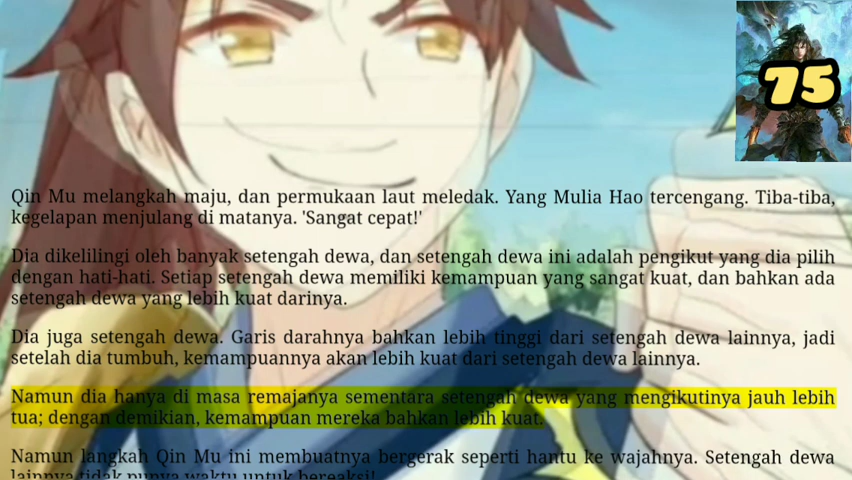 75
Qin Mu melangkah maju, dan permukaan laut meledak. Yang Mulia Hao tercengang. Tiba-tiba,
kegelapan menjulang di matanya. 'Sangat cepat!'
Dia dikelilingi oleh banyak setengah dewa, dan setengah dewa ini adalah pengikut yang dia pilih
dengan hati-hati. Setiap setengah dewa memiliki kemampuan yang sangat kuat, dan bahkan ada
setengah dewa yang lebih kuat darinya.
Dia juga setengah dewa. Garis darahnya bahkan lebih tinggi dari setengah dewa lainnya, jadi
setelah dia tumbuh, kemampuannya akan lebih kuat dari setengah dewa lainnya.
Namun dia hanya di masa remajanya sementara setengah dewa yang mengikutinya jauh lebih
tua; dengan demikian, kemampuan mereka bahkan lebih kuat.
Namun langkah Qin Mu ini membuatnya bergerak seperti hantu ke wajahnya. Setengah dewa
lainnya tidak punya waktu untuk bereaksi!